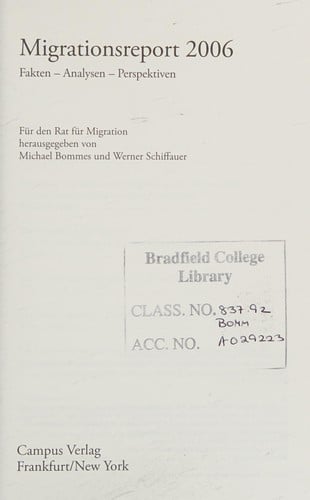 Migrationsreport 2006
Fakten – Analysen – Perspektiven
Für den Rat für Migration
herausgegeben von
Michael Bommes und Werner Schiffauer
Bradfield College
Library
CLASS. NO. 837.92
BOMM
ACC. NO. A029223
Campus Verlag
Frankfurt/New York